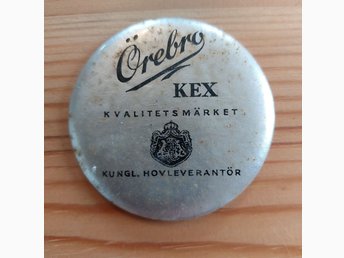 Örebro
KEX
KVALITETSMÄRKET
KUNGL. HOVLEVERANTÖR